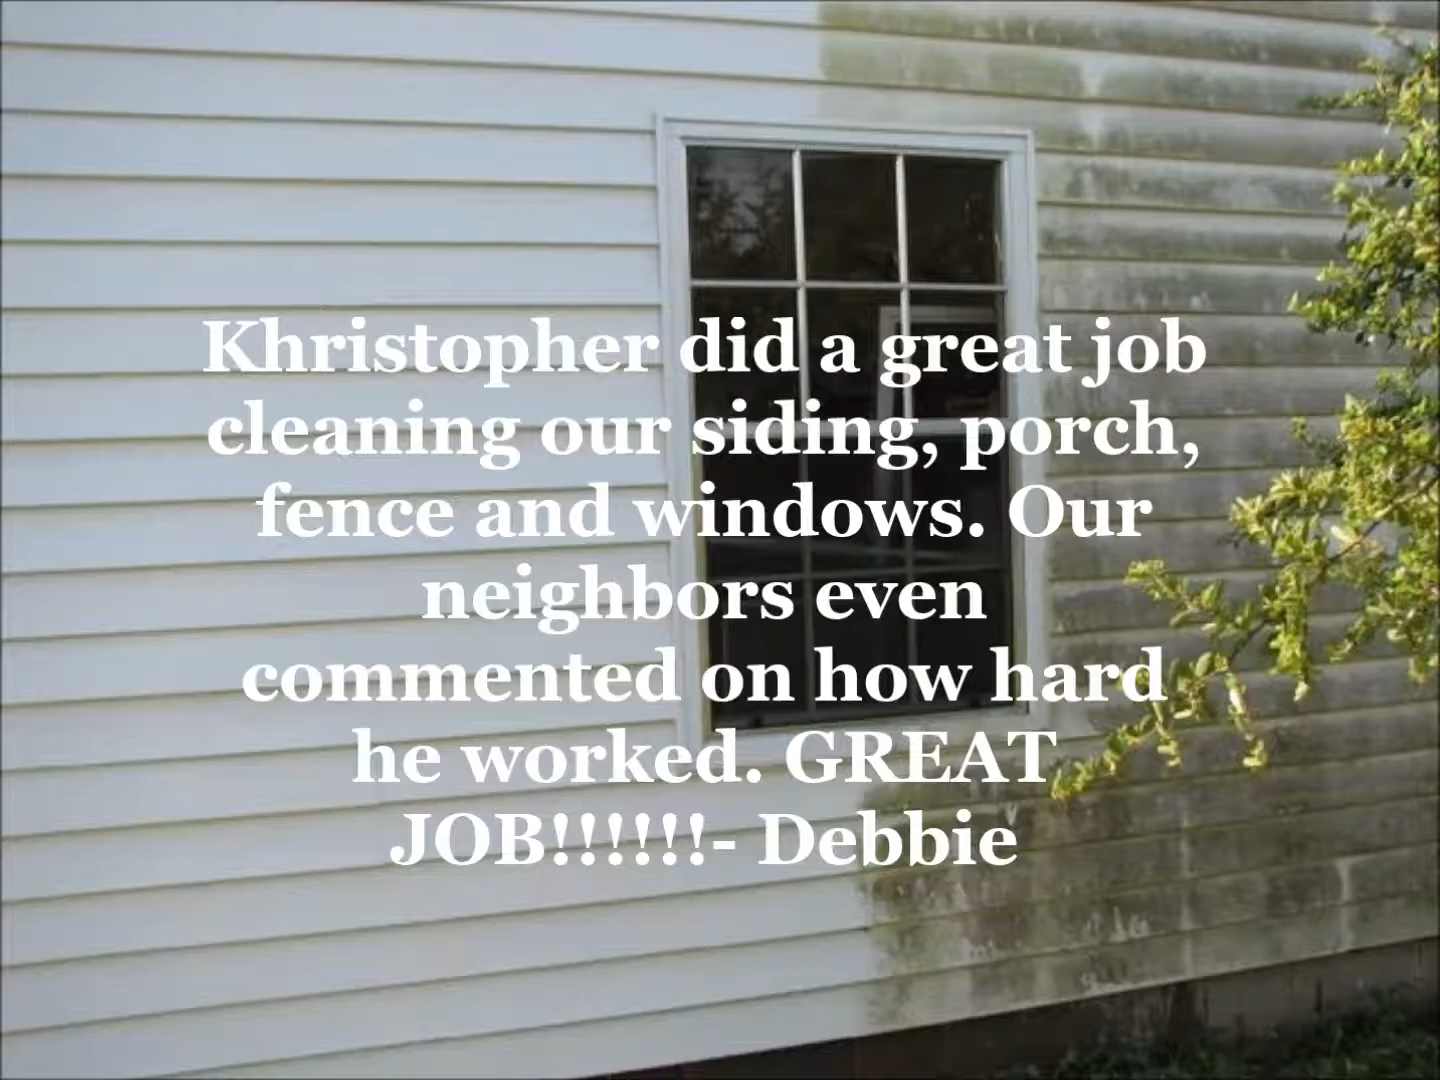 Khristopher did a great job
cleaning our siding, porch,
fence and windows. Our
neighbors even
commented on how hard
he worked. GREAT
JOB!!!!!!- Debbie